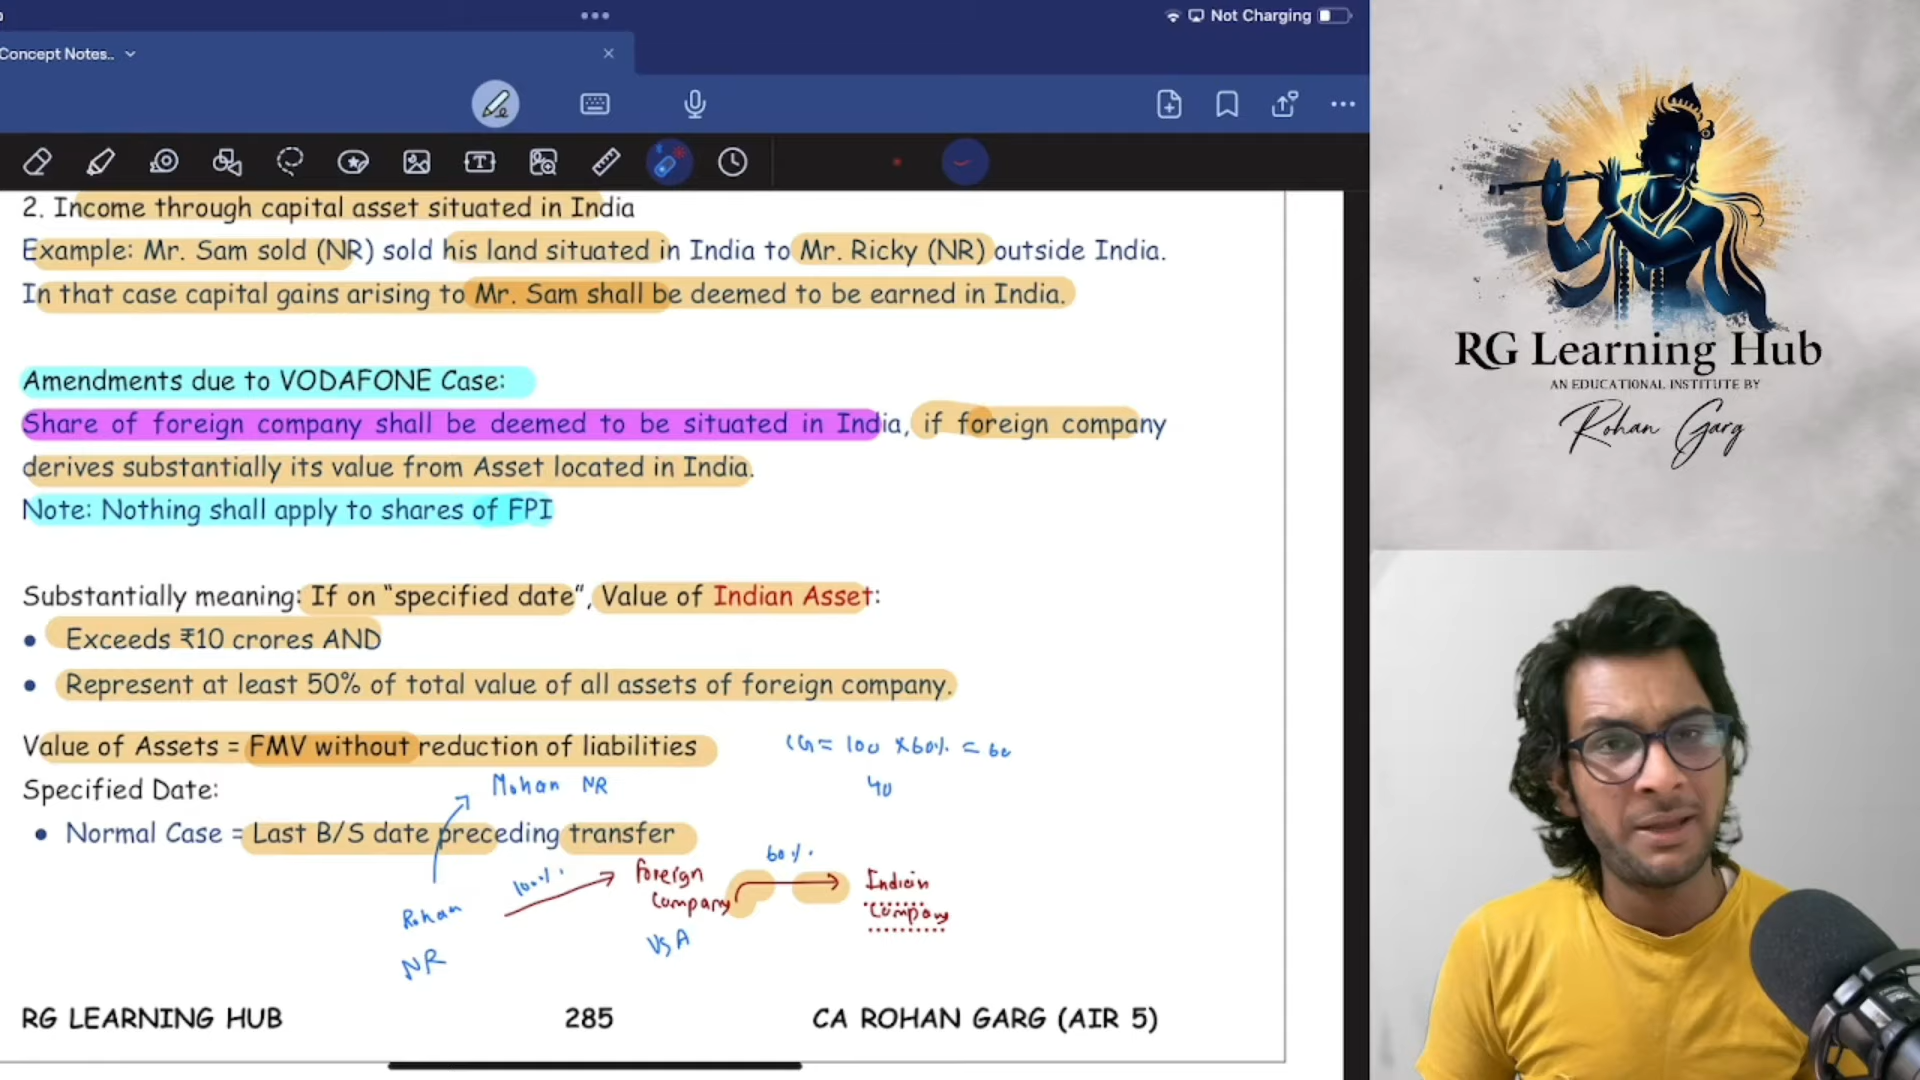 Not Charging
Concept Notes..
2. Income through capital asset situated in India
Example: Mr. Sam sold (NR) sold his land situated in India to Mr. Ricky (NR) outside India.
In that case capital gains arising to Mr. Sam shall be deemed to be earned in India.
Amendments due to VODAFONE Case:
Share of foreign company shall be deemed to be situated in India, if foreign company
derives substantially its value from Asset located in India.
Note: Nothing shall apply to shares of FPI
Substantially meaning: If on “specified date”, Value of Indian Asset:
• Exceeds ₹10 crores AND
• Represent at least 50% of total value of all assets of foreign company.
Value of Assets = FMV without reduction of liabilities
CG = 100 x 60% = 60
40
Specified Date:
Mohan NR
• Normal Case = Last B/S date preceding transfer
60%.
100%.
Foreign
Company
Indian
Company
Rohan
NR
USA
RG LEARNING HUB 285 CA ROHAN GARG (AIR 5)
RG Learning Hub
AN EDUCATIONAL INSTITUTE BY
Rohan Garg